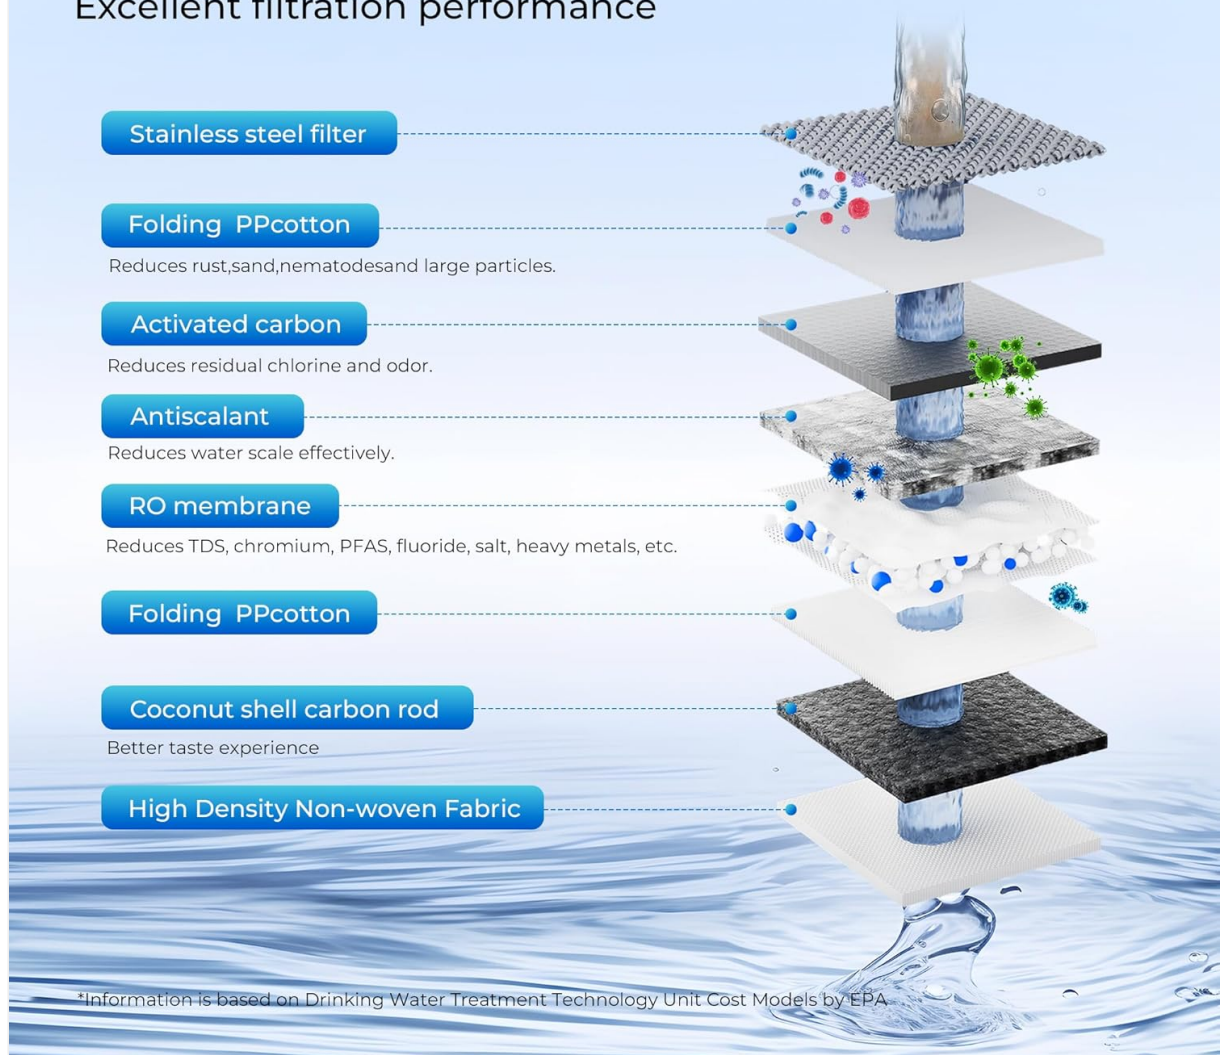 Excellent filtration performance
Stainless steel filter
Folding PPcotton
Reduces rust,sand,nematodesand large particles.
Activated carbon
Reduces residual chlorine and odor.
Antiscalant
Reduces water scale effectively.
RO membrane
Reduces TDS, chromium, PFAS, fluoride, salt, heavy metals, etc.
Folding PPcotton
Coconut shell carbon rod
Better taste experience
High Density Non-woven Fabric
*Information is based on Drinking Water Treatment Technology Unit Cost Models by EPA